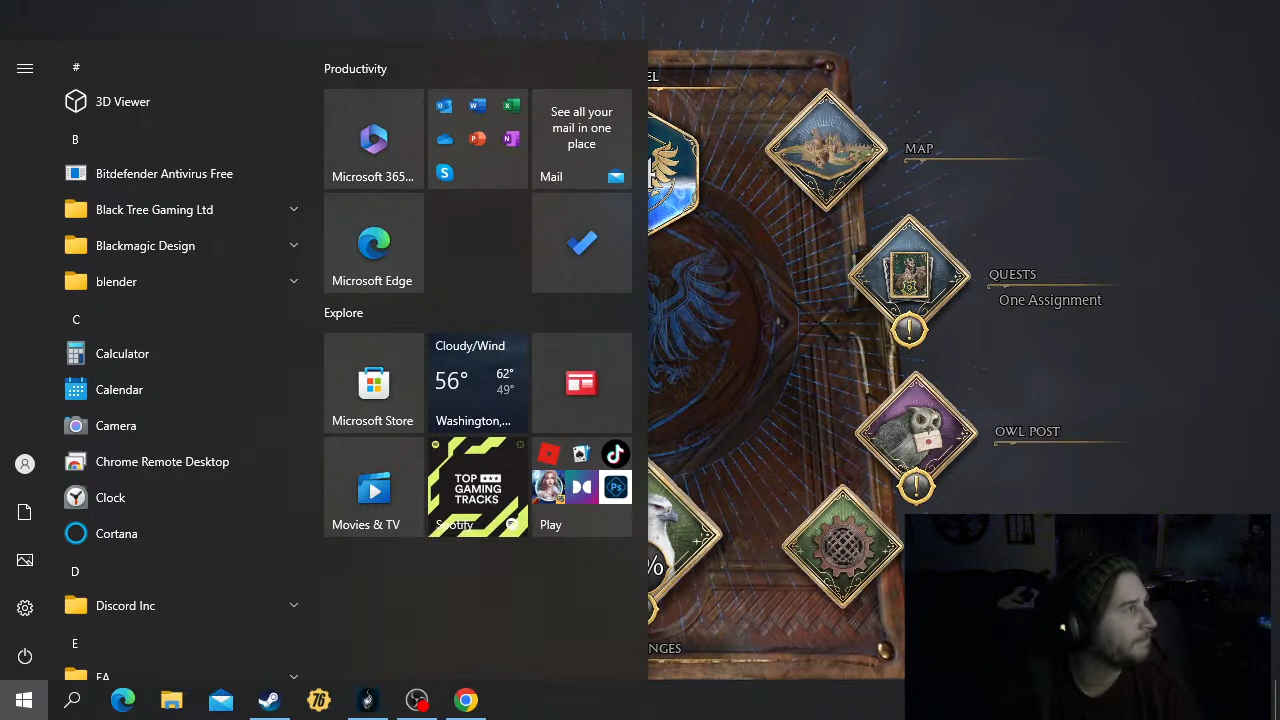 #
3D Viewer
B
Bitdefender Antivirus Free
Black Tree Gaming Ltd
Blackmagic Design
blender
C
Calculator
Calendar
Camera
Chrome Remote Desktop
Clock
Cortana
D
Discord Inc
E
EA
Productivity
Microsoft 365...
See all your
mail in one
place
Mail
Microsoft Edge
Explore
Microsoft Store
Cloudy/Wind
56°
62°
49°
Washington,...
Movies & TV
TOP
GAMING
TRACKS
Spotify
Ps
Play
EL
MAP
QUESTS
One Assignment
OWL POST
%
NGES
76